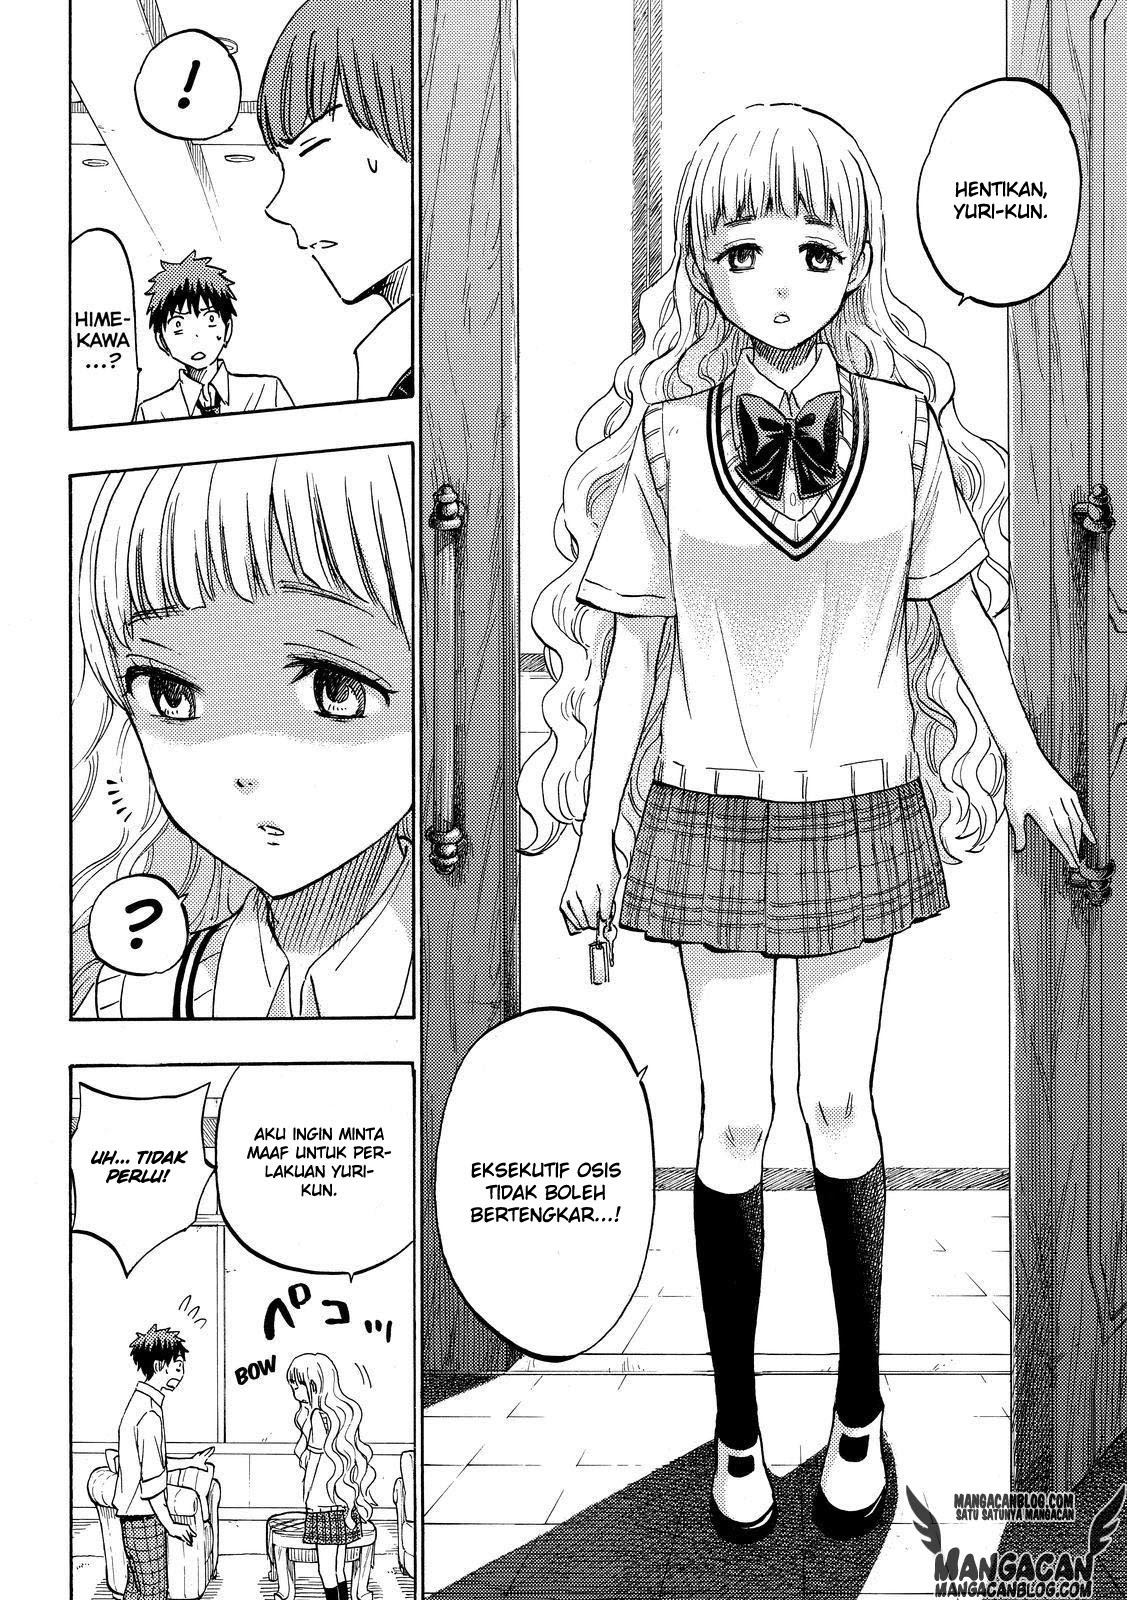 HENTIKAN,
YURI-KUN.
EKSEKUTIF OSIS
TIDAK BOLEH
BERTENGKAR...!
!
HIME-
KAWA
...?
?
AKU INGIN MINTA
MAAF UNTUK PER-
LAKUAN YURI-
KUN.
UH... TIDAK
PERLU!
ペコッ
BOW
MANGACANBLOG.COM
SATU SATUNYA MANGACAN
MANGACAN
MANGACANBLOG.COM